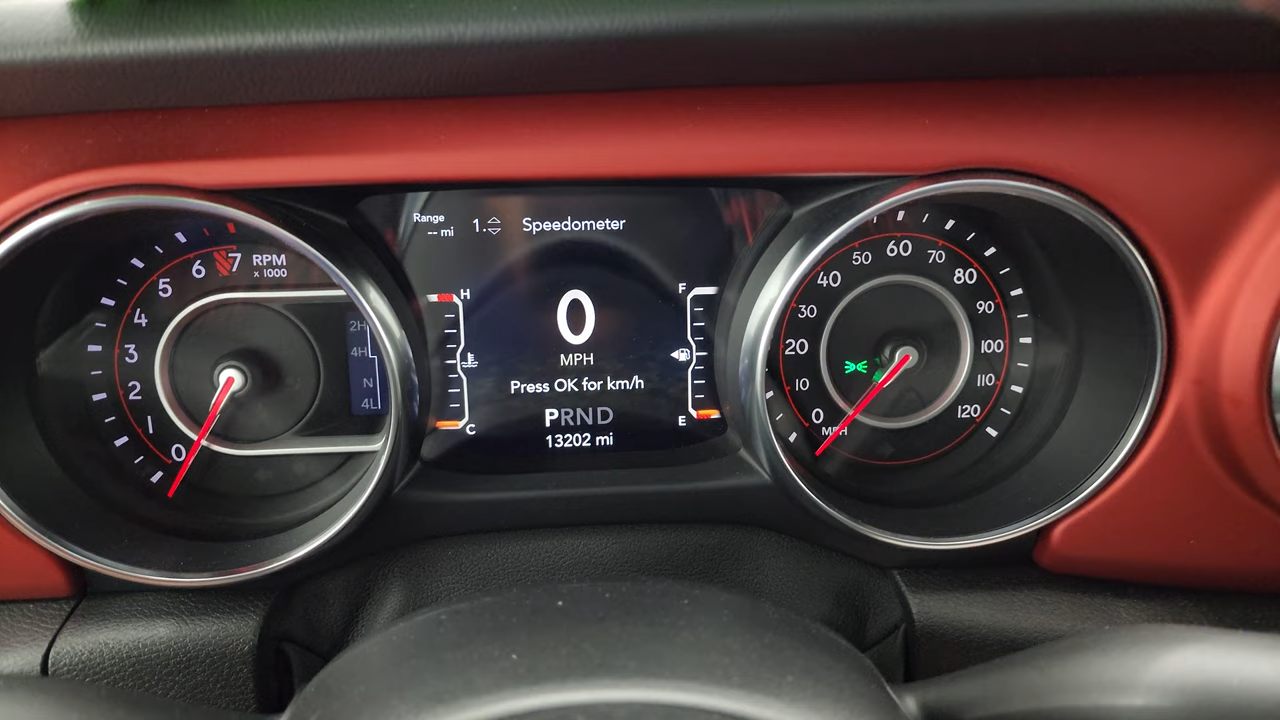 Range
-- mi
1.
Speedometer
6
7
RPM
x 1000
5
4
3
2
1
0
2H
4H
N
4L
H
C
0
MPH
Press OK for km/h
PRND
13202 mi
F
E
0
10
20
30
40
50
60
70
80
90
100
110
120
MPH